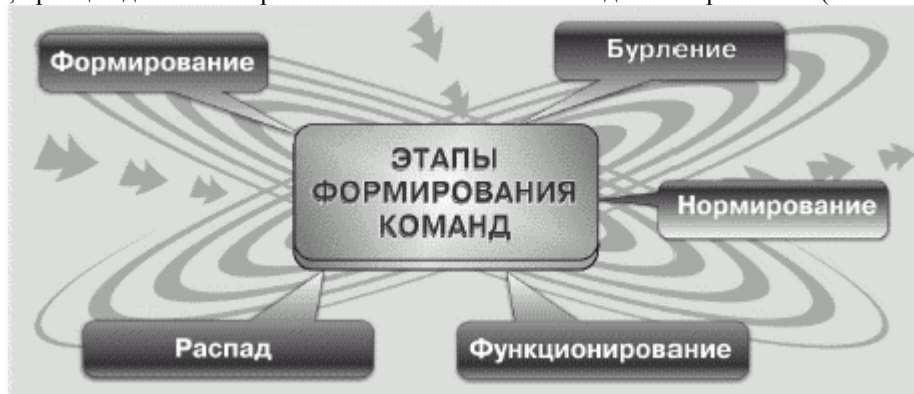 Формирование
Бурление
ЭТАПЫ
ФОРМИРОВАНИЯ
КОМАНД
Нормирование
Распад
Функционирование